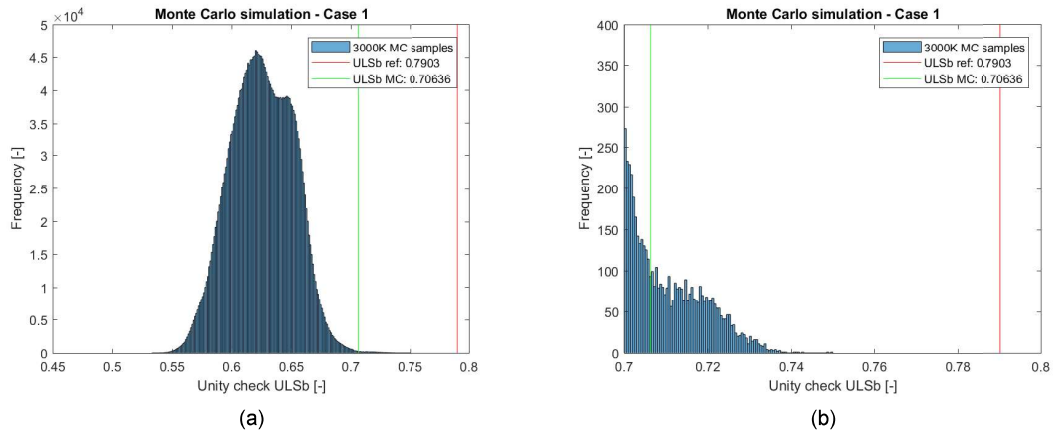 Monte Carlo simulation - Case 1
×10⁴
5
4.5
4
3.5
3
2.5
2
1.5
1
0.5
0
Frequency [-]
3000K MC samples
ULSb ref: 0.7903
ULSb MC: 0.70636
0.45
0.5
0.55
0.6
0.65
0.7
0.75
0.8
Unity check ULSb [-]
(a)
Monte Carlo simulation - Case 1
400
350
300
250
200
150
100
50
0
Frequency [-]
3000K MC samples
ULSb ref: 0.7903
ULSb MC: 0.70636
0.7
0.72
0.74
0.76
0.78
0.8
Unity check ULSb [-]
(b)